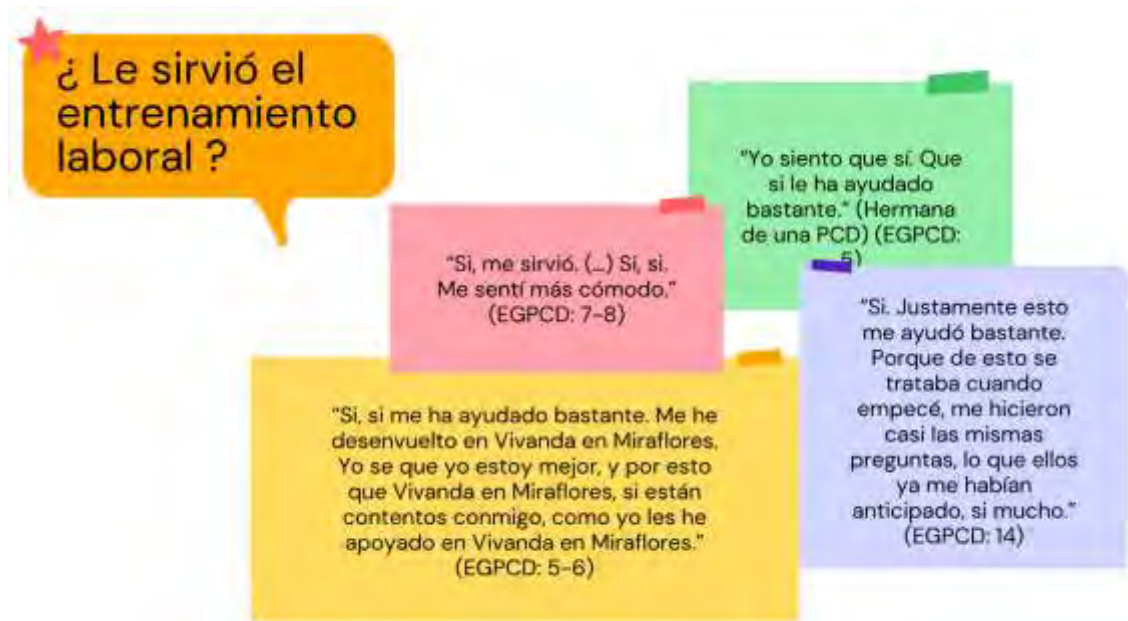 ¿ Le sirvió el
entrenamiento
laboral ?
"Yo siento que sí. Que
si le ha ayudado
bastante." (Hermana
de una PCD) (EGPCD:
5)
"Si, me sirvió. (...) Sí, si.
Me sentí más cómodo."
(EGPCD: 7-8)
"Si. Justamente esto
me ayudó bastante.
Porque de esto se
trataba cuando
empecé, me hicieron
casi las mismas
preguntas, lo que ellos
ya me habían
anticipado, si mucho."
(EGPCD: 14)
"Si, si me ha ayudado bastante. Me he
desenvuelto en Vivanda en Miraflores.
Yo se que yo estoy mejor, y por esto
que Vivanda en Miraflores, si están
contentos conmigo, como yo les he
apoyado en Vivanda en Miraflores."
(EGPCD: 5-6)